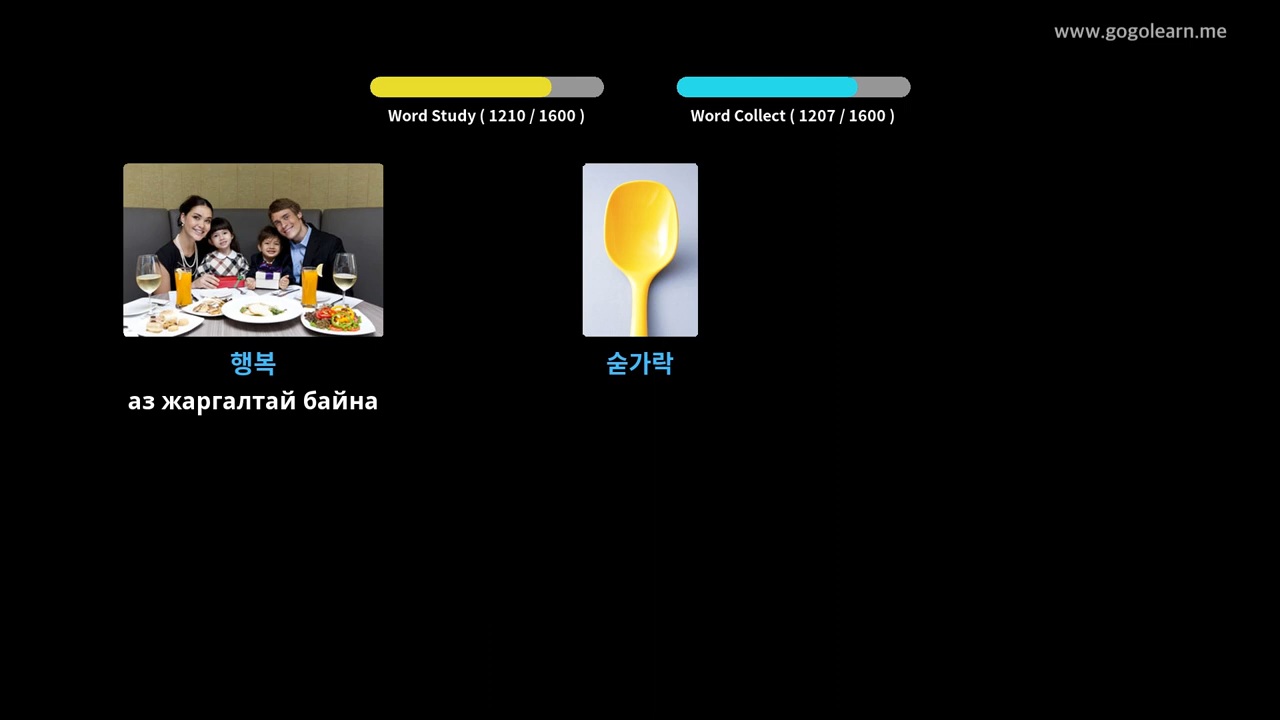 www.gogolearn.me
Word Study ( 1210 / 1600 )
Word Collect ( 1207 / 1600 )
행복
숟가락
аз жаргалтай байна